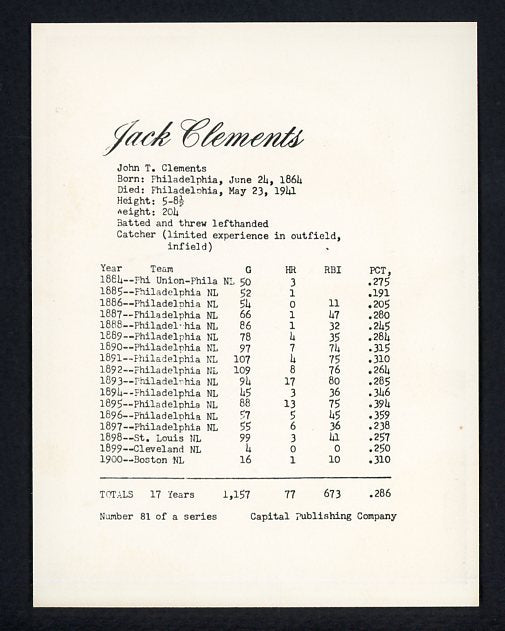 Jack Clements
John T. Clements
Born: Philadelphia, June 24, 1864
Died: Philadelphia, May 23, 1941
Height: 5-8½
Weight: 204
Batted and threw lefthanded
Catcher (limited experience in outfield,
infield)
Year Team G HR RBI PCT,
1884--Phi Union-Phila NL 50 3 .275
1885--Philadelphia NL 52 1 .191
1886--Philadelphia NL 54 0 11 .205
1887--Philadelphia NL 66 1 47 .280
1888--Philadelphia NL 86 1 32 .245
1889--Philadelphia NL 78 4 35 .284
1890--Philadelphia NL 97 7 74 .315
1891--Philadelphia NL 107 4 75 .310
1892--Philadelphia NL 109 8 76 .264
1893--Philadelphia NL 94 17 80 .285
1894--Philadelphia NL 45 3 36 .346
1895--Philadelphia NL 88 13 75 .394
1896--Philadelphia NL 57 5 45 .359
1897--Philadelphia NL 55 6 36 .238
1898--St. Louis NL 99 3 41 .257
1899--Cleveland NL 4 0 0 .250
1900--Boston NL 16 1 10 .310
TOTALS 17 Years 1,157 77 673 .286
Number 81 of a series Capital Publishing Company